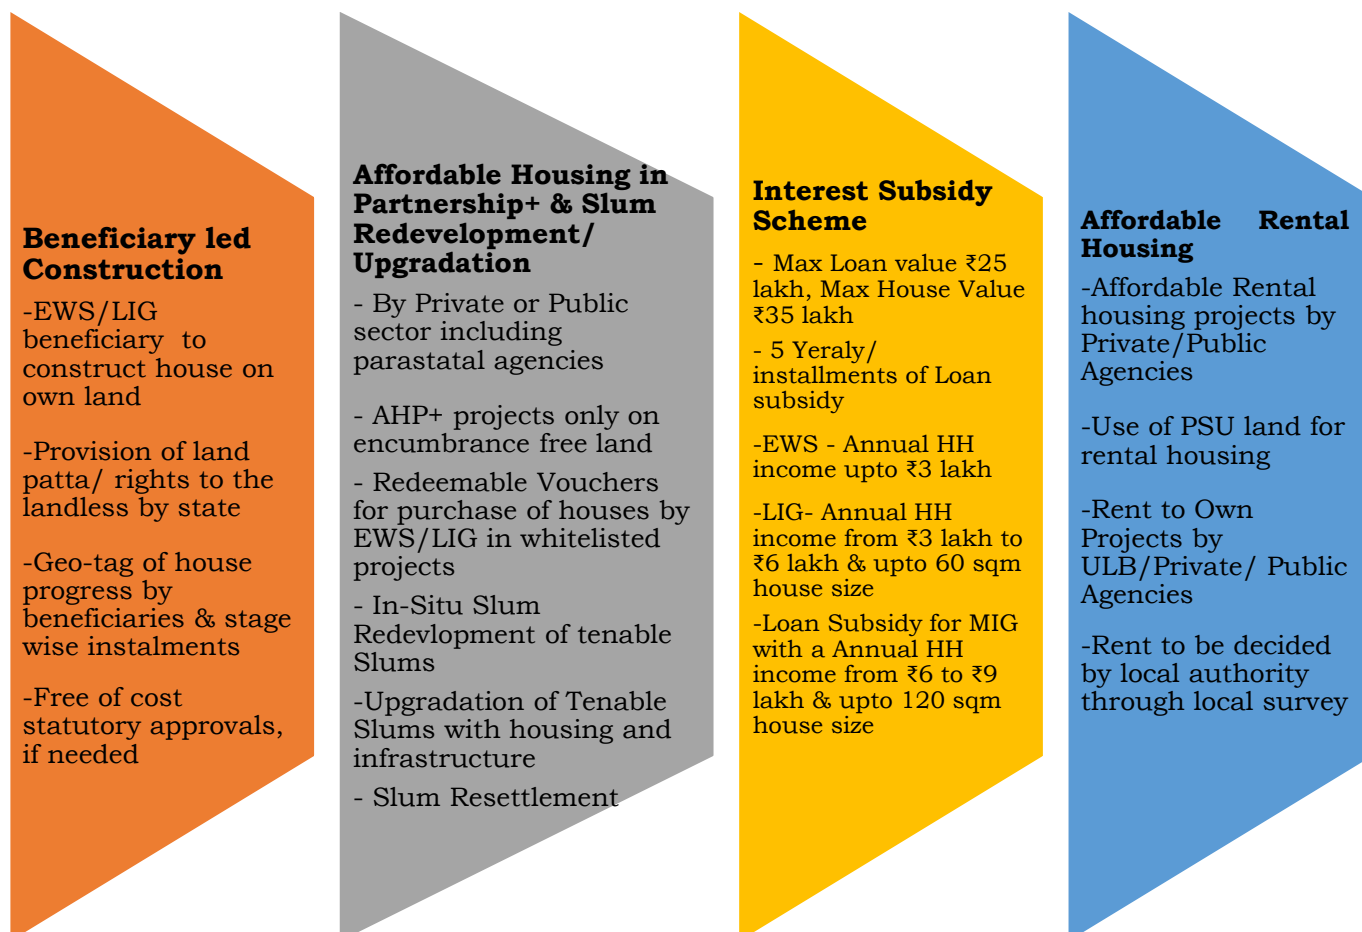 Beneficiary led
Construction
-EWS/LIG
beneficiary to
construct house on
own land
-Provision of land
patta/ rights to the
landless by state
-Geo-tag of house
progress by
beneficiaries & stage
wise instalments
-Free of cost
statutory approvals,
if needed
Affordable Housing in
Partnership+ & Slum
Redevelopment/
Upgradation
- By Private or Public
sector including
parastatal agencies
- AHP+ projects only on
encumbrance free land
- Redeemable Vouchers
for purchase of houses by
EWS/LIG in whitelisted
projects
- In-Situ Slum
Redevlopment of tenable
Slums
-Upgradation of Tenable
Slums with housing and
infrastructure
- Slum Resettlement
Interest Subsidy
Scheme
- Max Loan value ₹25
lakh, Max House Value
₹35 lakh
- 5 Yeraly/
installments of Loan
subsidy
-EWS - Annual HH
income upto ₹3 lakh
-LIG- Annual HH
income from ₹3 lakh to
₹6 lakh & upto 60 sqm
house size
-Loan Subsidy for MIG
with a Annual HH
income from ₹6 to ₹9
lakh & upto 120 sqm
house size
Affordable Rental
Housing
-Affordable Rental
housing projects by
Private/Public
Agencies
-Use of PSU land for
rental housing
-Rent to Own
Projects by
ULB/Private/ Public
Agencies
-Rent to be decided
by local authority
through local survey